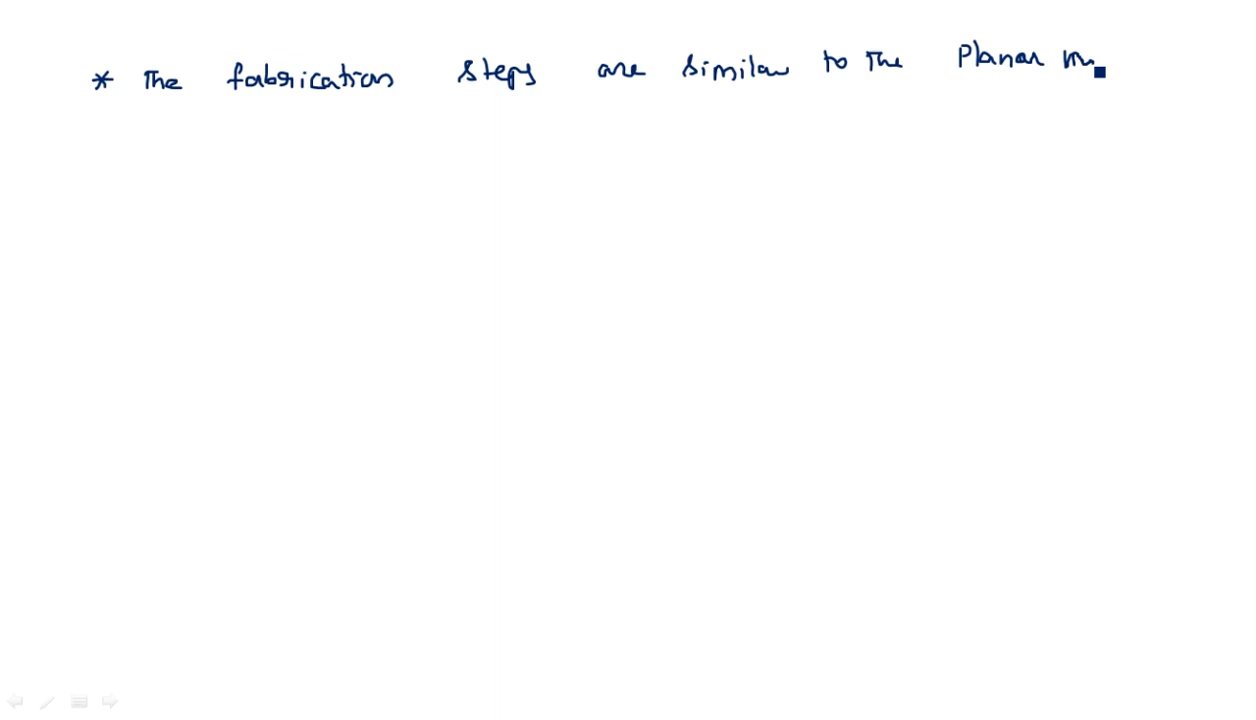 * The fabrication steps are similar to the Planar m